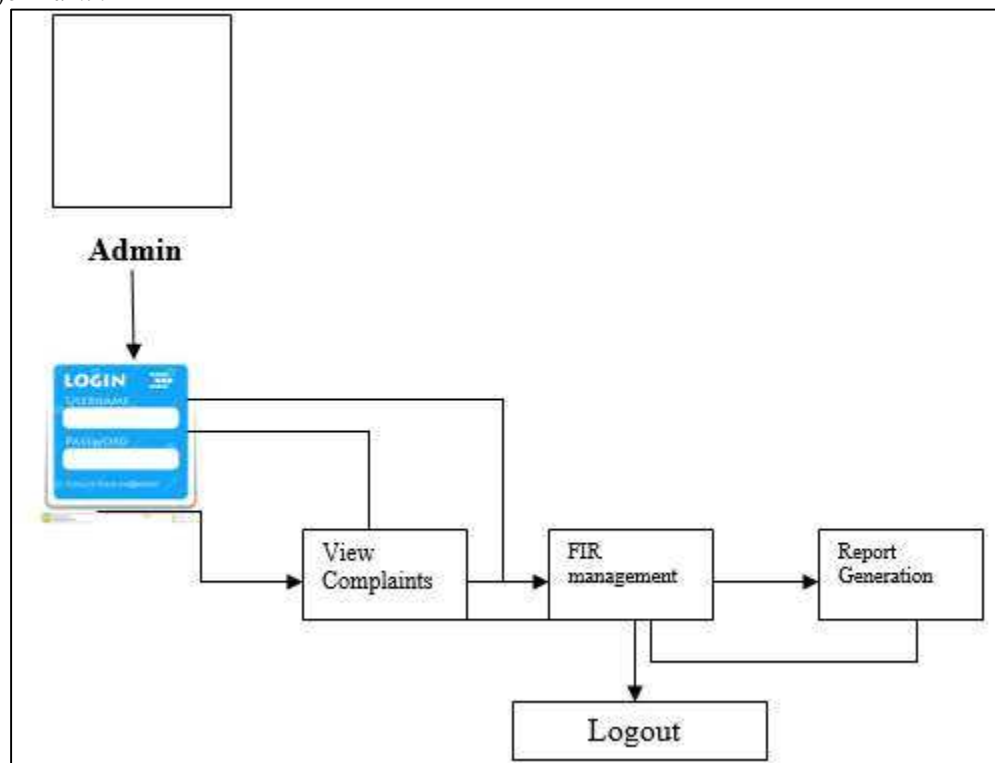 Admin
LOGIN
USERNAME
PASSWORD
View
Complaints
FIR
management
Report
Generation
Logout